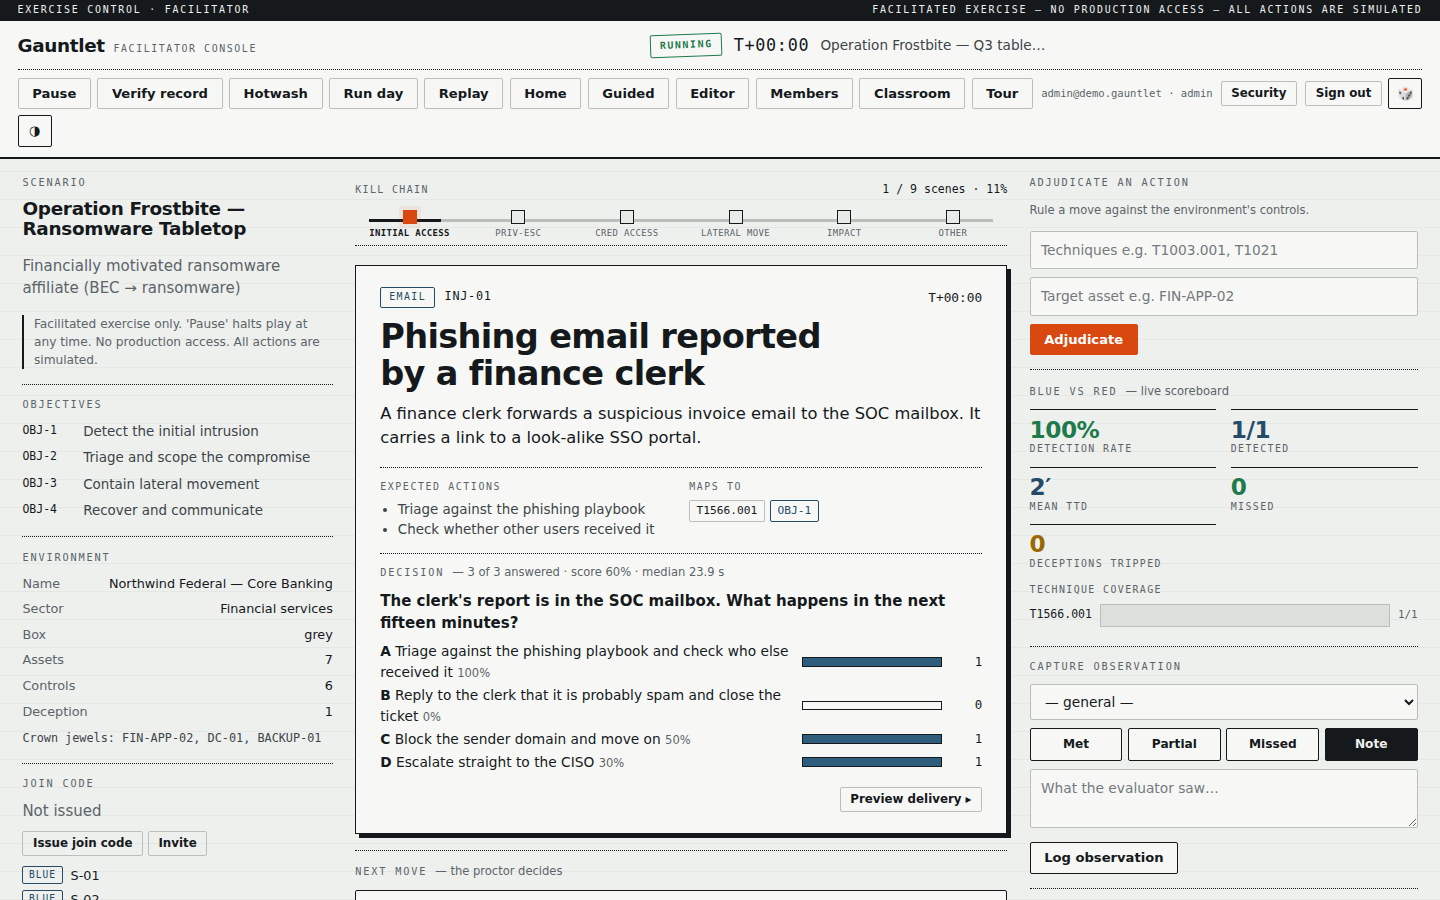 EXERCISE CONTROL · FACILITATOR
FACILITATED EXERCISE — NO PRODUCTION ACCESS — ALL ACTIONS ARE SIMULATED
Gauntlet FACILITATOR CONSOLE
RUNNING T+00:00 Operation Frostbite — Q3 table…
Pause Verify record Hotwash Run day Replay Home Guided Editor Members Classroom Tour admin@demo.gauntlet · admin Security Sign out
SCENARIO
Operation Frostbite —
Ransomware Tabletop
Financially motivated ransomware
affiliate (BEC → ransomware)
Facilitated exercise only. 'Pause' halts play at
any time. No production access. All actions are
simulated.
OBJECTIVES
OBJ-1 Detect the initial intrusion
OBJ-2 Triage and scope the compromise
OBJ-3 Contain lateral movement
OBJ-4 Recover and communicate
ENVIRONMENT
Name Northwind Federal — Core Banking
Sector Financial services
Box grey
Assets 7
Controls 6
Deception 1
Crown jewels: FIN-APP-02, DC-01, BACKUP-01
JOIN CODE
Not issued
Issue join code Invite
BLUE S-01
BLUE S-02
KILL CHAIN 1 / 9 scenes · 11%
INITIAL ACCESS PRIV-ESC CRED ACCESS LATERAL MOVE IMPACT OTHER
EMAIL INJ-01 T+00:00
Phishing email reported
by a finance clerk
A finance clerk forwards a suspicious invoice email to the SOC mailbox. It
carries a link to a look-alike SSO portal.
EXPECTED ACTIONS
• Triage against the phishing playbook
• Check whether other users received it
MAPS TO
T1566.001 OBJ-1
DECISION — 3 of 3 answered · score 60% · median 23.9 s
The clerk's report is in the SOC mailbox. What happens in the next
fifteen minutes?
A Triage against the phishing playbook and check who else
received it 100% 1
B Reply to the clerk that it is probably spam and close the
ticket 0% 0
C Block the sender domain and move on 50% 1
D Escalate straight to the CISO 30% 1
Preview delivery ▸
NEXT MOVE — the proctor decides
ADJUDICATE AN ACTION
Rule a move against the environment's controls.
Techniques e.g. T1003.001, T1021
Target asset e.g. FIN-APP-02
Adjudicate
BLUE VS RED — live scoreboard
100% 1/1
DETECTION RATE DETECTED
2′ 0
MEAN TTD MISSED
0
DECEPTIONS TRIPPED
TECHNIQUE COVERAGE
T1566.001 1/1
CAPTURE OBSERVATION
— general —
Met Partial Missed Note
What the evaluator saw…
Log observation